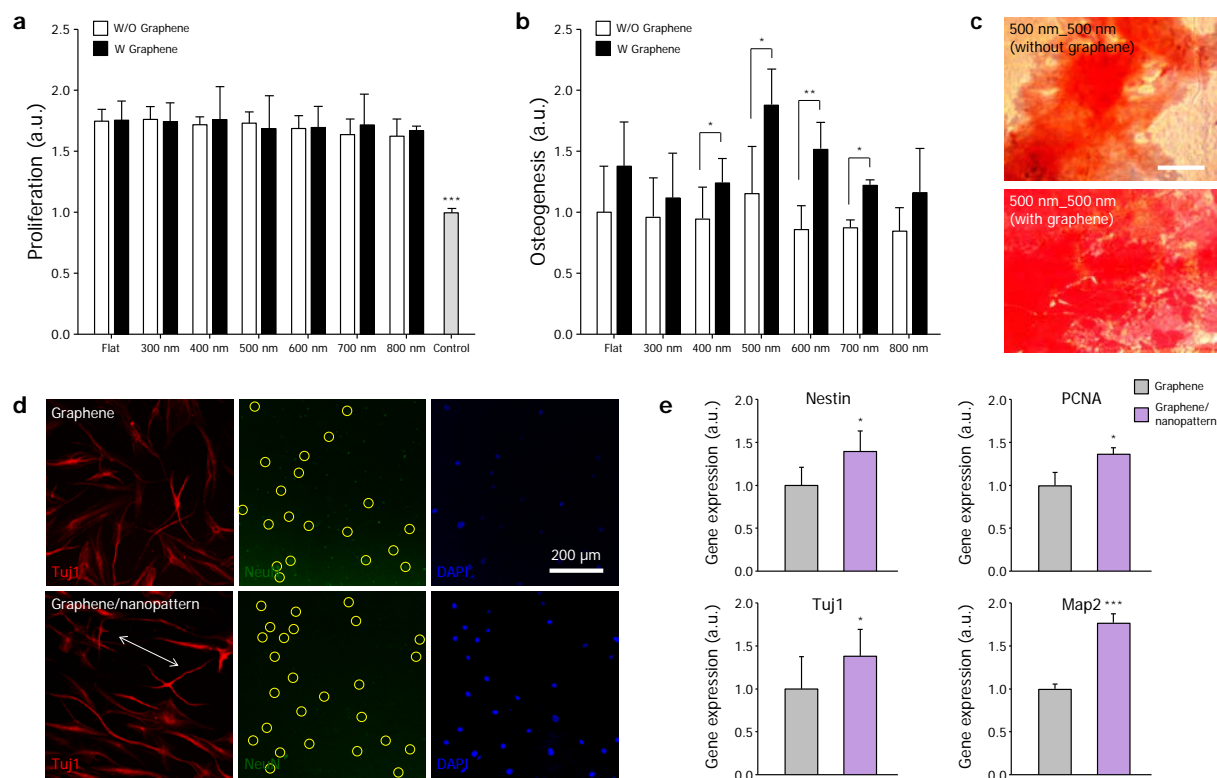 a
2.5
2.0
1.5
1.0
0.5
0.0
Proliferation (a.u.)
W/O Graphene
W Graphene
***
Flat 300 nm 400 nm 500 nm 600 nm 700 nm 800 nm Control
b
2.5
2.0
1.5
1.0
0.5
0.0
Osteogenesis (a.u.)
W/O Graphene
W Graphene
*
*
**
*
Flat 300 nm 400 nm 500 nm 600 nm 700 nm 800 nm
c
500 nm_500 nm
(without graphene)
500 nm_500 nm
(with graphene)
d
Graphene
Tuj1
NeuN
200 μm
DAPI
Graphene/nanopattern
Tuj1
NeuN
DAPI
e
Graphene
Graphene/
nanopattern
Nestin
2.0
1.5
1.0
0.5
0.0
Gene expression (a.u.)
*
PCNA
2.0
1.5
1.0
0.5
0.0
Gene expression (a.u.)
*
Tuj1
2.0
1.5
1.0
0.5
0.0
Gene expression (a.u.)
*
Map2
2.0
1.5
1.0
0.5
0.0
Gene expression (a.u.)
***